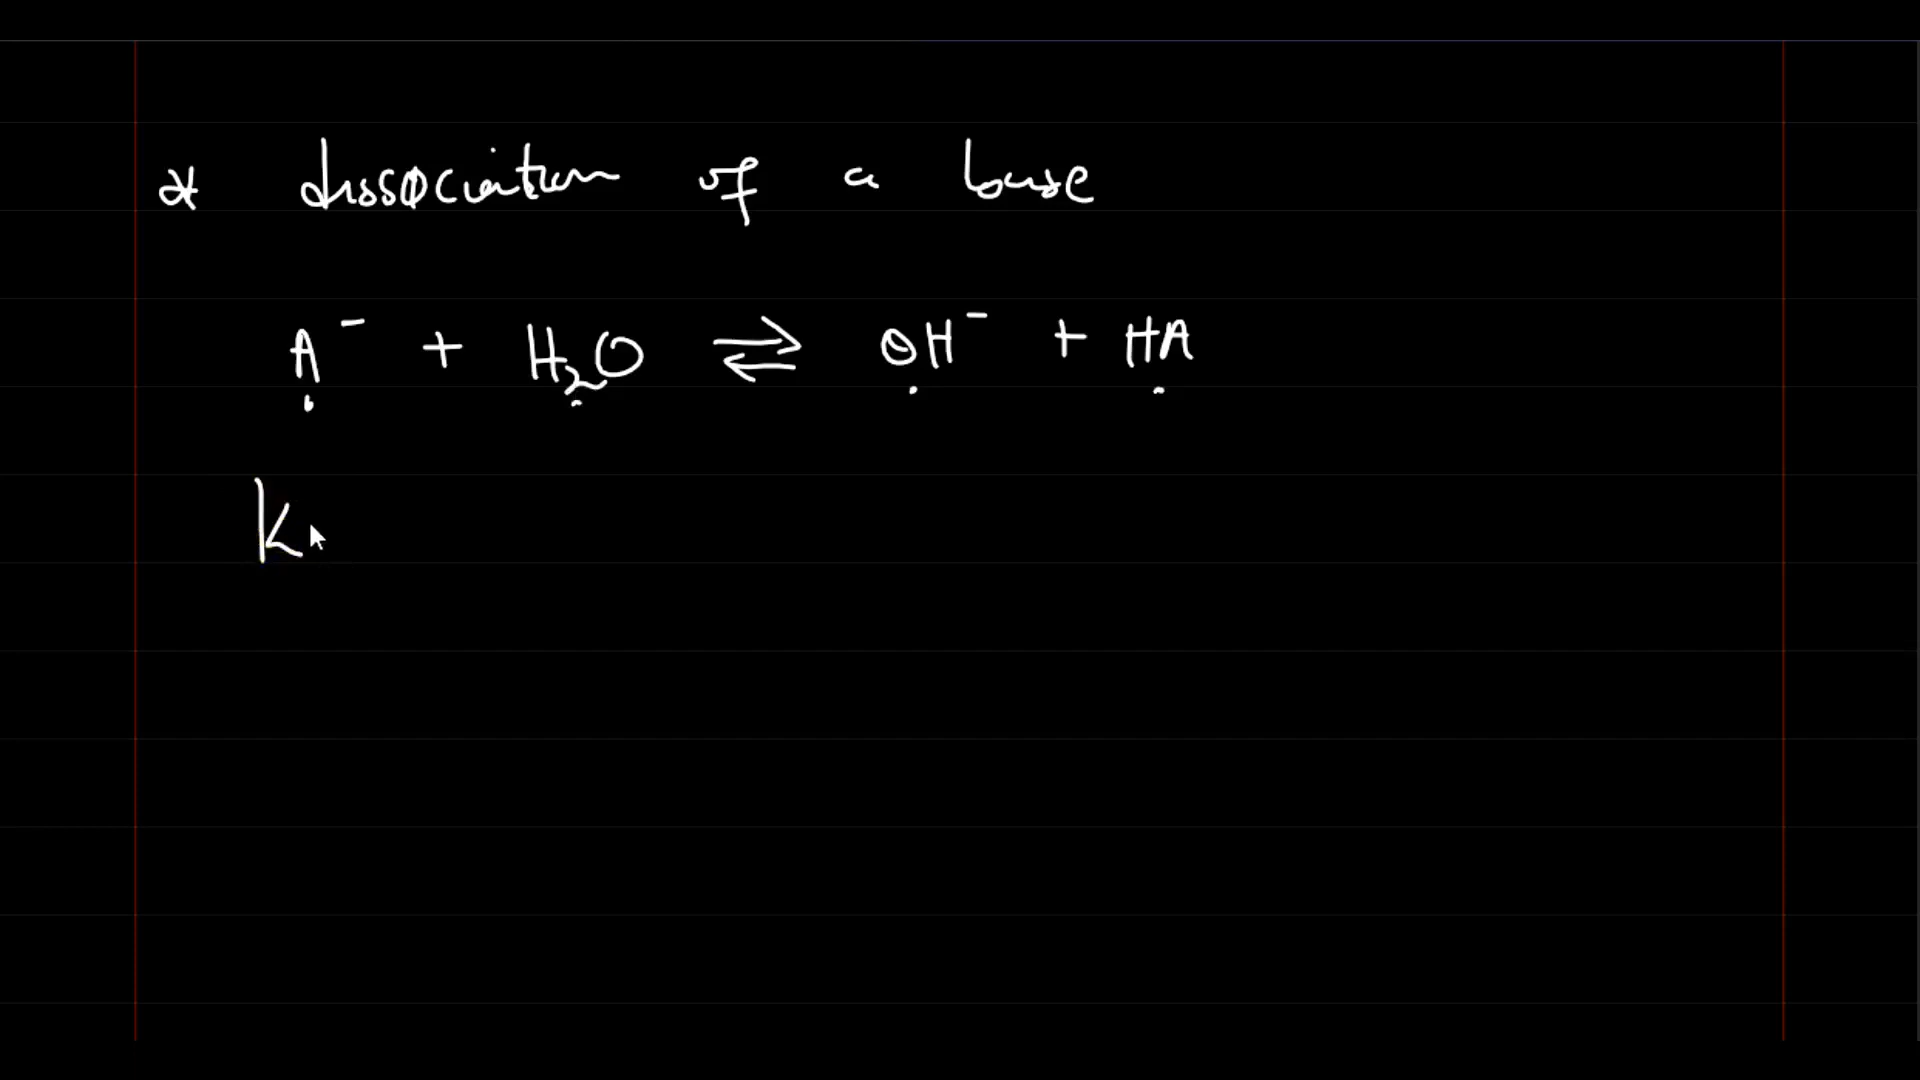 * dissociation of a base
A⁻ + H₂O ⇌ OH⁻ + HA
K